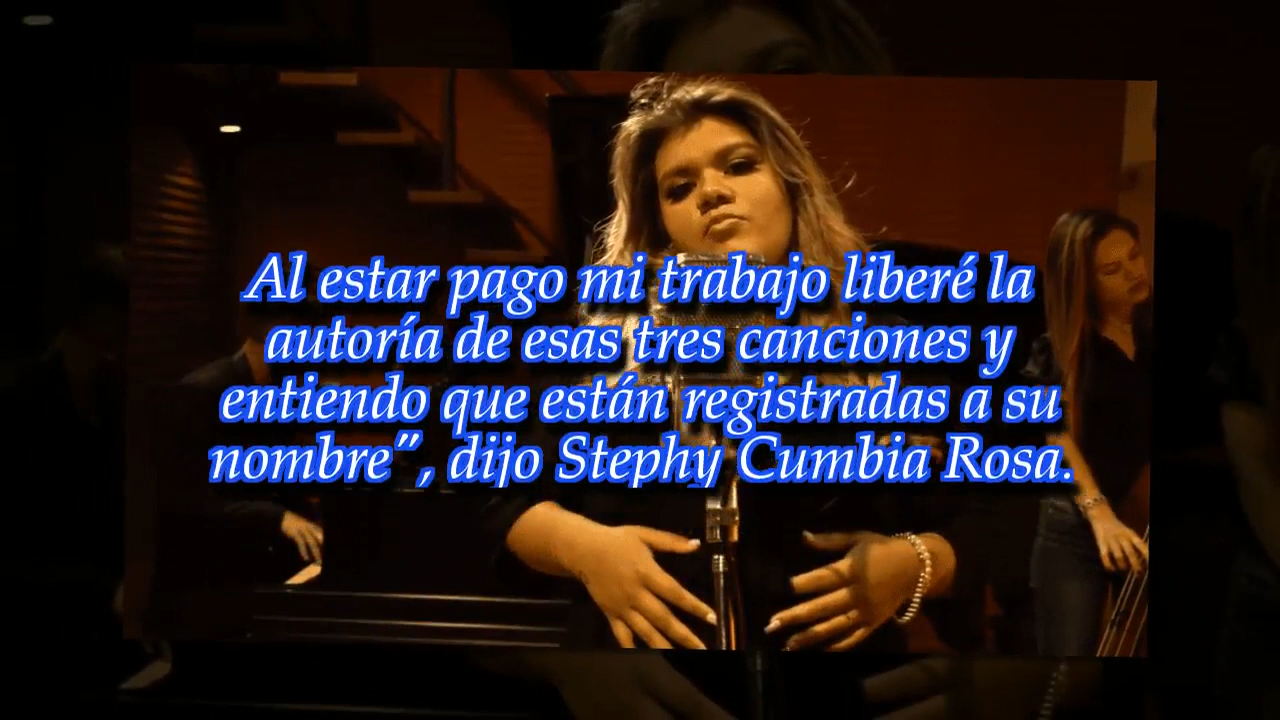 Al estar pago mi trabajo liberé la
autoría de esas tres canciones y
entiendo que están registradas a su
nombre”, dijo Stephy Cumbia Rosa.